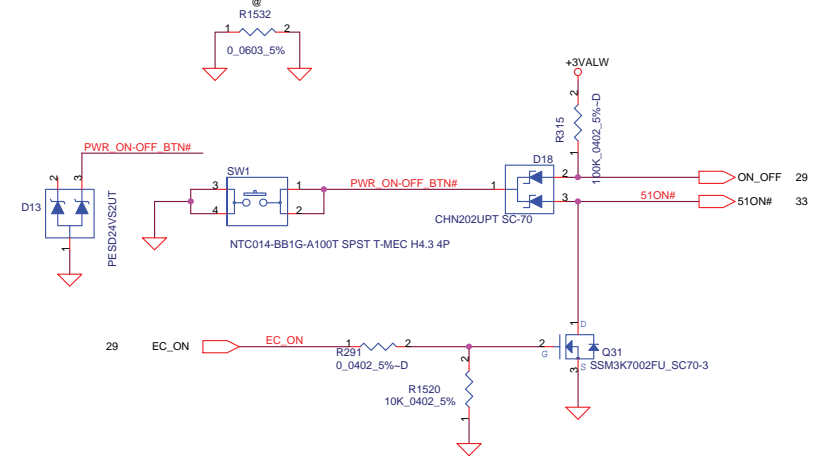 @
R1532
1 2
0_0603_5%
+3VALW
2
R315
100K_0402_5%~D
1
PWR_ON-OFF_BTN#
2 3
D13
PESD24VS2UT
1
SW1
3 1
4 2
NTC014-BB1G-A100T SPST T-MEC H4.3 4P
PWR_ON-OFF_BTN#
D18
1 2
3
CHN202UPT SC-70
ON_OFF 29
51ON#
51ON# 33
29 EC_ON
EC_ON
1 2
R291
0_0402_5%~D
2
R1520
10K_0402_5%
1
2
G
1
D
Q31
SSM3K7002FU_SC70-3
S
3